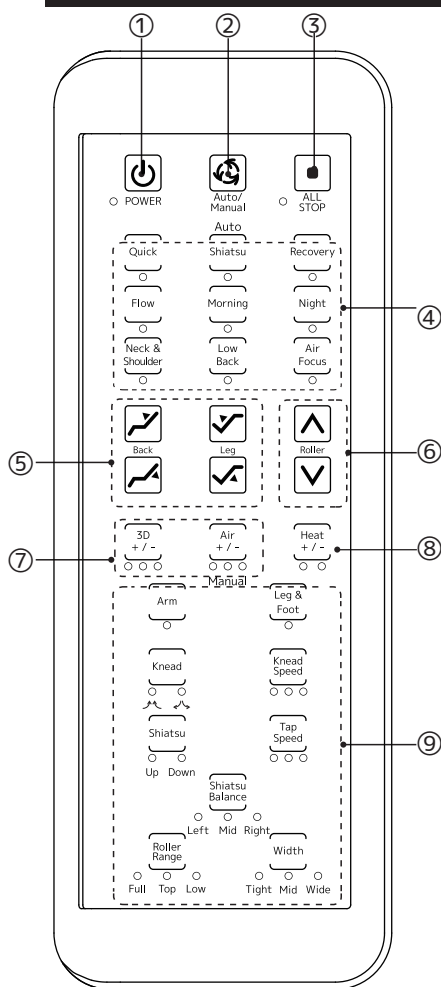 ① ② ③
POWER
Auto/
Manual
ALL
STOP
Auto
Quick Shiatsu Recovery
Flow Morning Night
④
Neck &
Shoulder
Low
Back
Air
Focus
⑤
Back Leg Roller
⑥
3D
+ / -
Air
+ / -
Heat
+ / -
⑦ ⑧
Manual
Arm
Leg &
Foot
Knead
Knead
Speed
Shiatsu
Up Down
Tap
Speed
⑨
Shiatsu
Balance
Left Mid Right
Roller
Range
Full Top Low
Width
Tight Mid Wide